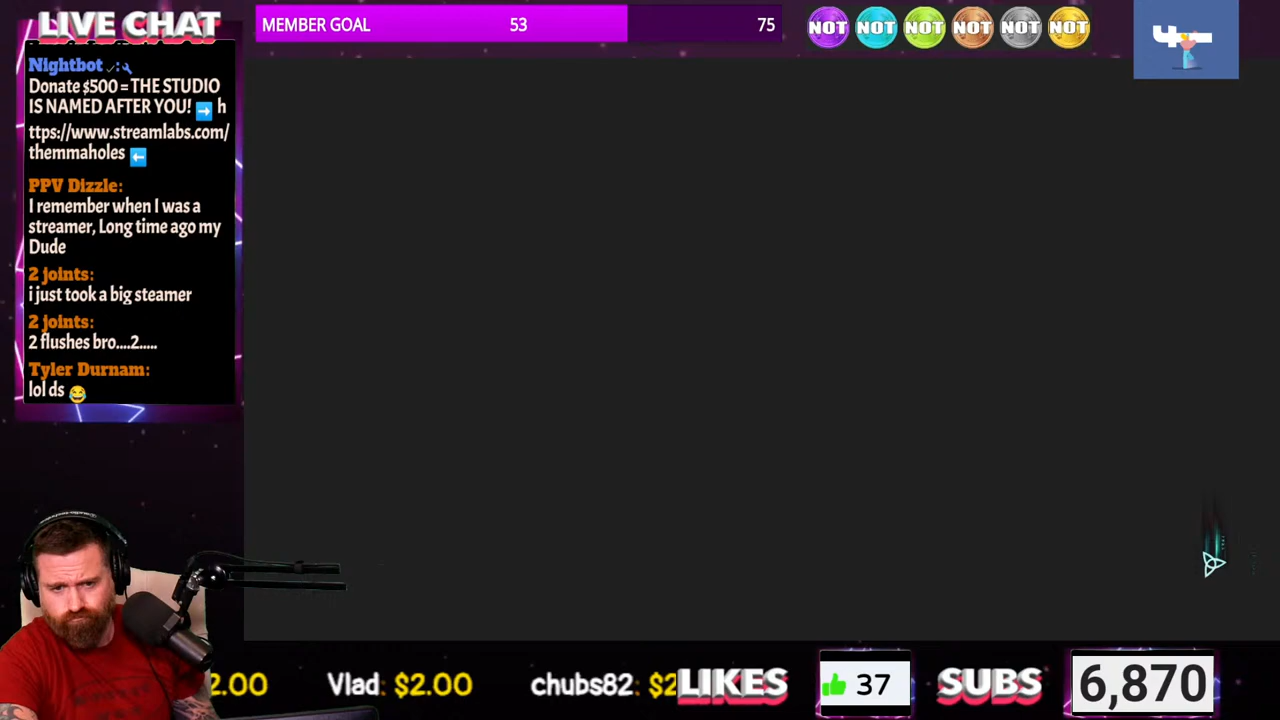 LIVE CHAT
MEMBER GOAL 53 75
NOT NOT NOT NOT NOT NOT
Nightbot
Donate $500 = THE STUDIO
IS NAMED AFTER YOU! ➡️ h
ttps://www.streamlabs.com/
themmaholes ⬅️
PPV Dizzle:
I remember when I was a
streamer, Long time ago my
Dude
2 joints:
i just took a big steamer
2 joints:
2 flushes bro....2.....
Tyler Durnam:
lol ds 😂
2.00 Vlad: $2.00 chubs82: $2
LIKES 37 SUBS 6,870